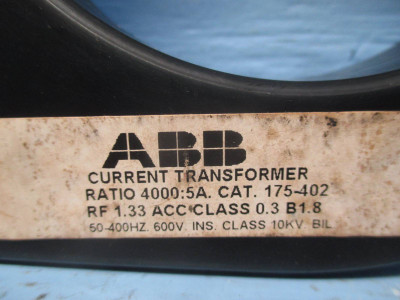 ABB
CURRENT TRANSFORMER
RATIO 4000:5A. CAT. 175-402
RF 1.33 ACC CLASS 0.3 B1.8
50-400HZ. 600V. INS. CLASS 10KV. BIL